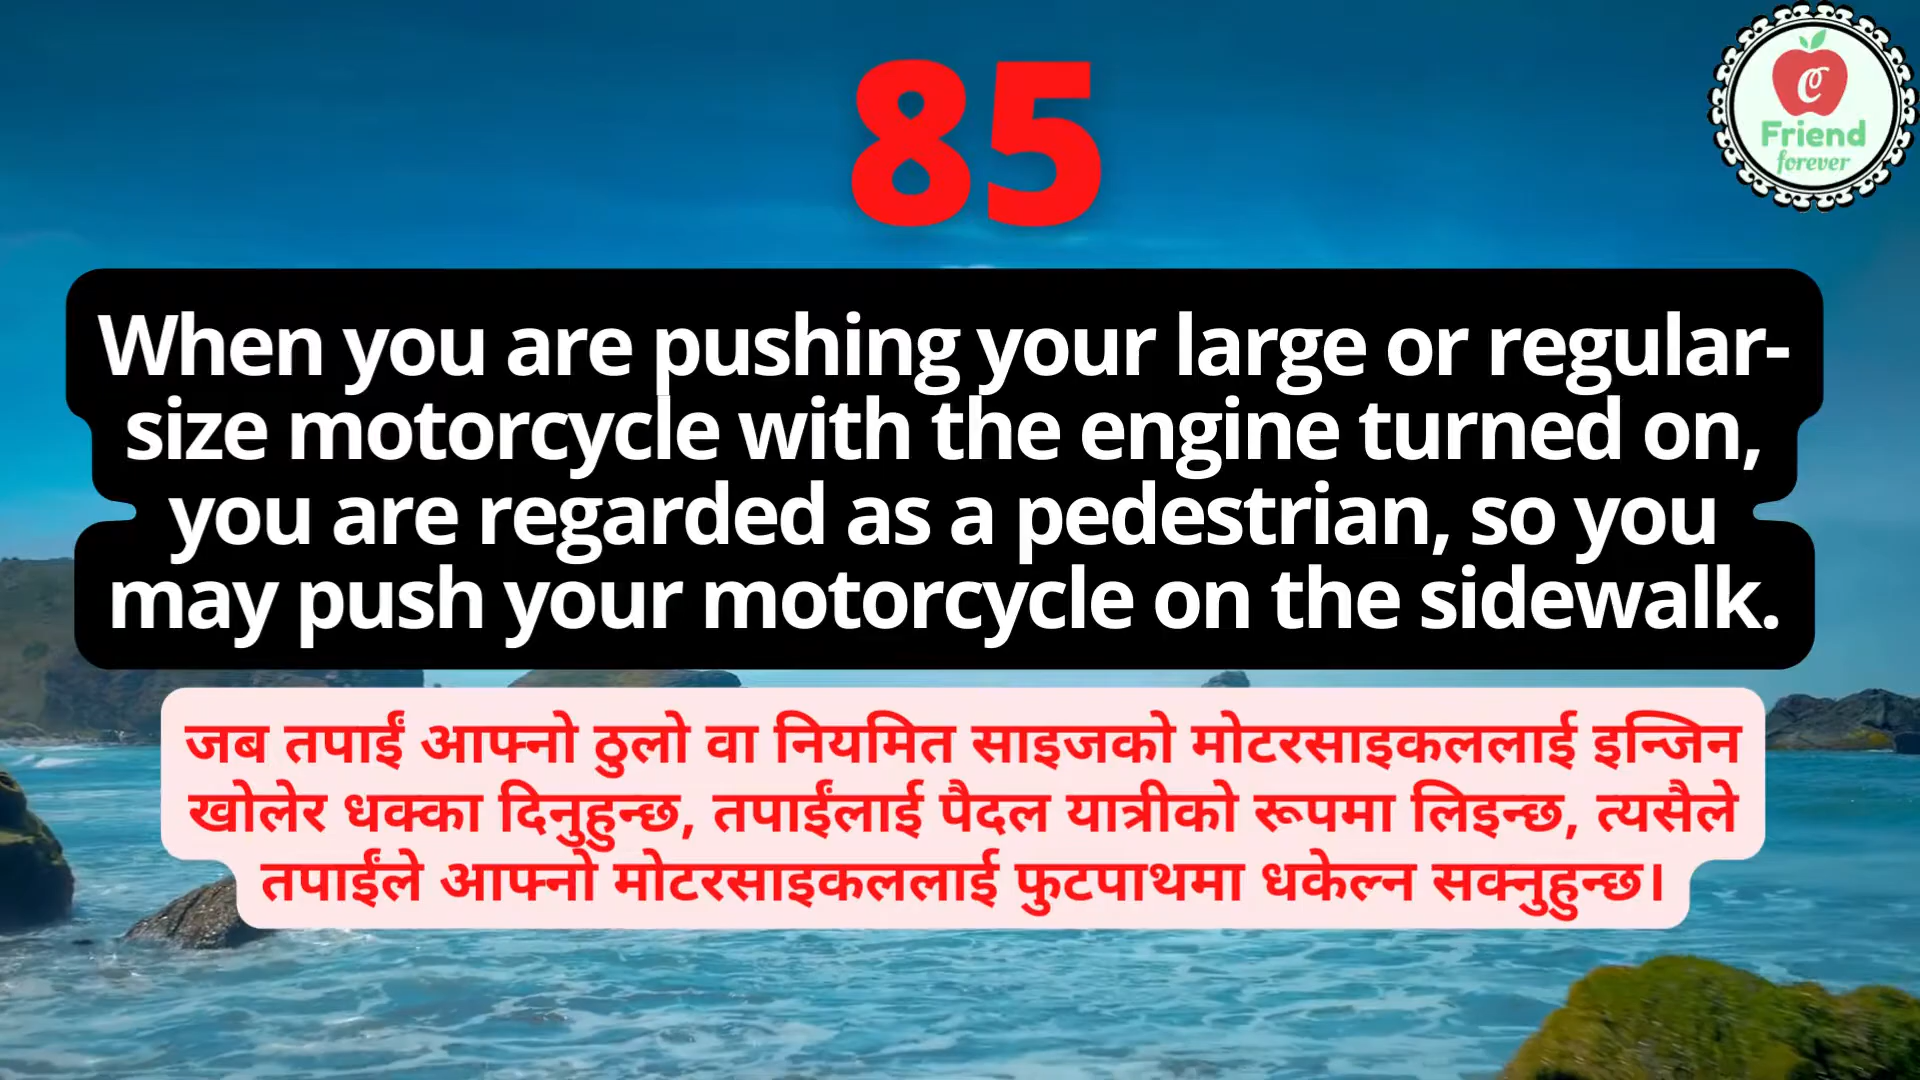 85
C
Friend
forever
When you are pushing your large or regular-
size motorcycle with the engine turned on,
you are regarded as a pedestrian, so you
may push your motorcycle on the sidewalk.
जब तपाईं आफ्नो ठुलो वा नियमित साइजको मोटरसाइकललाई इन्जिन
खोलेर धक्का दिनुहुन्छ, तपाईंलाई पैदल यात्रीको रूपमा लिइन्छ, त्यसैले
तपाईंले आफ्नो मोटरसाइकललाई फुटपाथमा धकेल्न सक्नुहुन्छ।